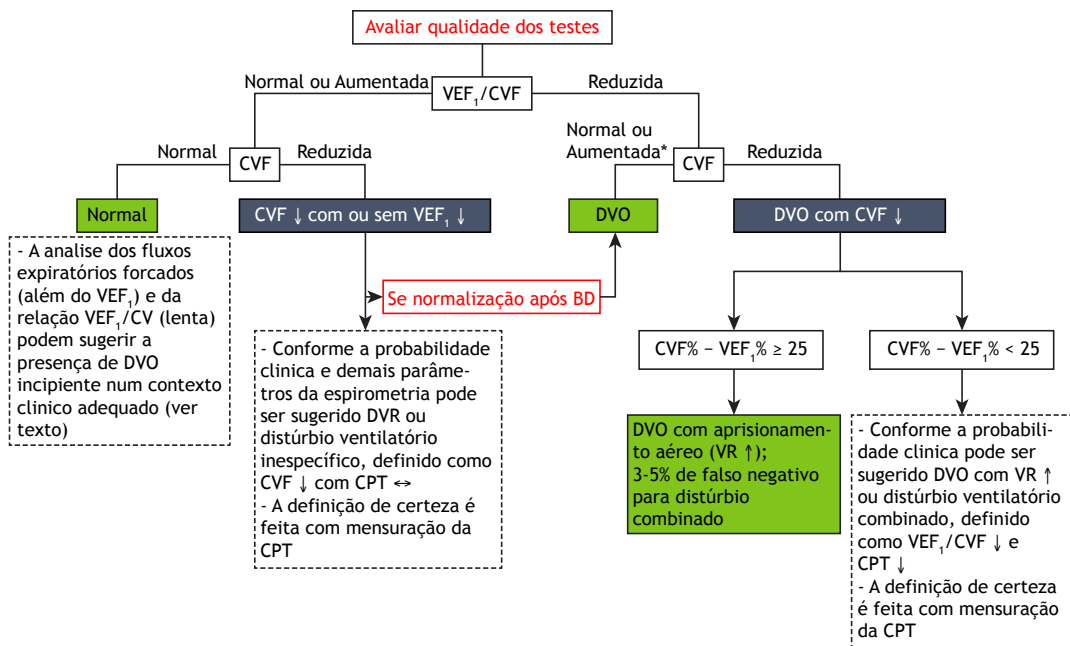 Avaliar qualidade dos testes
Normal ou Aumentada
VEF₁/CVF
Reduzida
Normal
CVF
Reduzida
Normal ou
Aumentada*
CVF
Reduzida
Normal
CVF ↓ com ou sem VEF₁ ↓
DVO
DVO com CVF ↓
- A analise dos fluxos
expiratórios forcados
(além do VEF₁) e da
relação VEF₁/CV (lenta)
podem sugerir a
presença de DVO
incipiente num contexto
clinico adequado (ver
texto)
Se normalização após BD
- Conforme a probabilidade
clinica e demais parâme-
tros da espirometria pode
ser sugerido DVR ou
distúrbio ventilatório
inespecífico, definido como
CVF ↓ com CPT ↔
- A definição de certeza é
feita com mensuração da
CPT
CVF% − VEF₁% ≥ 25
CVF% − VEF₁% < 25
DVO com aprisionamen-
to aéreo (VR ↑);
3-5% de falso negativo
para distúrbio
combinado
- Conforme a probabili-
dade clinica pode ser
sugerido DVO com VR ↑
ou distúrbio ventilatório
combinado, definido
como VEF₁/CVF ↓ e
CPT ↓
- A definição de certeza
é feita com mensuração
da CPT